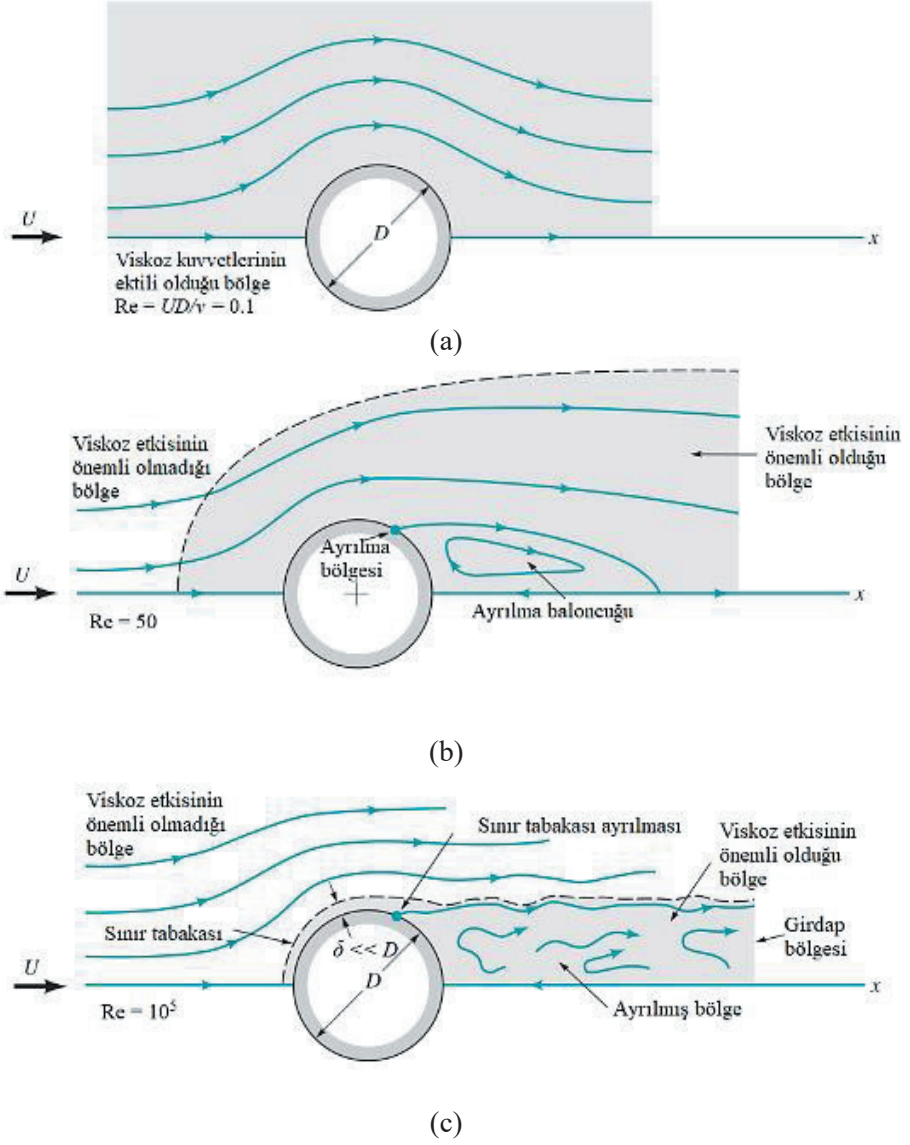 U
D
x
Viskoz kuvvetlerinin
ektili olduğu bölge
Re = UD/v = 0.1
(a)
Viskoz etkisinin
önemli olmadığı
bölge
Viskoz etkisinin
önemli olduğu
bölge
Ayrılma
bölgesi
U
x
Ayrılma baloncuğu
Re = 50
(b)
Viskoz etkisinin
önemli olmadığı
bölge
Sınır tabakası ayrılması
Viskoz etkisinin
önemli olduğu
bölge
Sınır tabakası
δ << D
Girdap
bölgesi
U
D
x
Re = 10⁵
Ayrılmış bölge
(c)